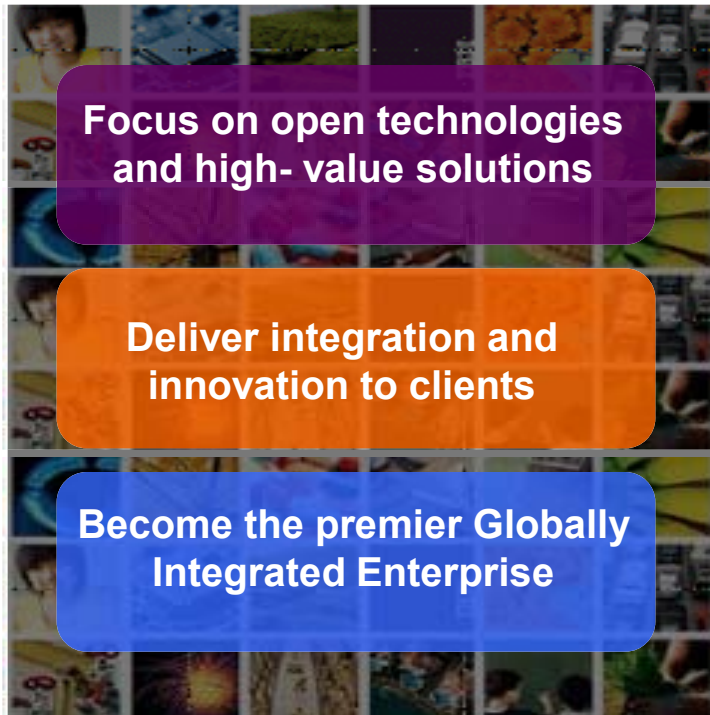 Focus on open technologies
and high- value solutions
Deliver integration and
innovation to clients
Become the premier Globally
Integrated Enterprise